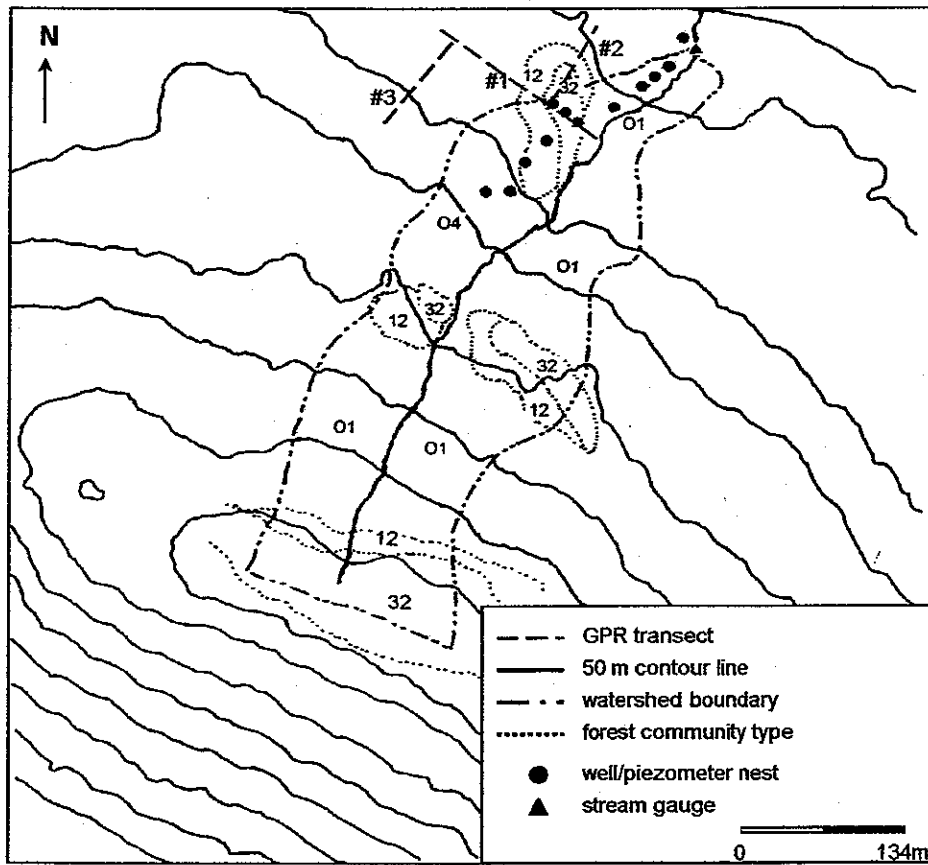 N
#2
12
#1
32
#3
O1
O4
O1
32
12
32
12
O1
O1
12
32
GPR transect
50 m contour line
watershed boundary
forest community type
well/piezometer nest
stream gauge
0 134m